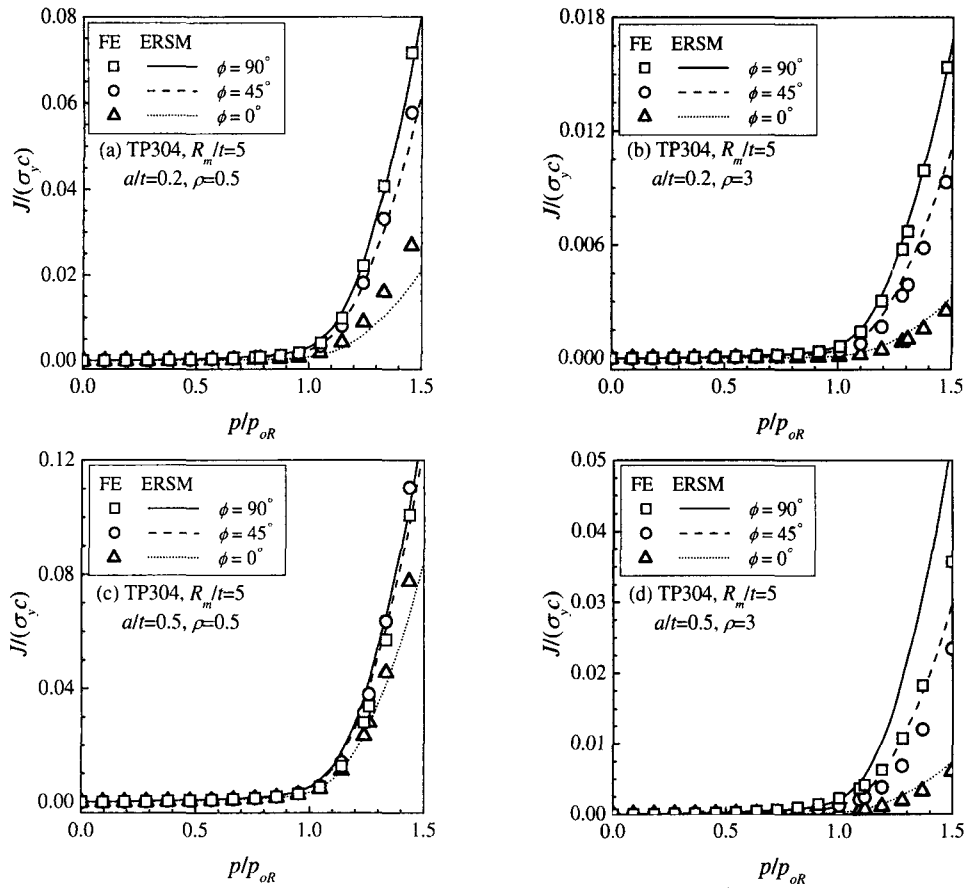 0.08
0.06
0.04
0.02
0.00
J/(σ_y c)
FE ERSM
ϕ = 90°
ϕ = 45°
ϕ = 0°
(a) TP304, R_m/t=5
a/t=0.2, ρ=0.5
0.0 0.5 1.0 1.5
p/p_oR
0.018
0.012
0.006
0.000
J/(σ_y c)
FE ERSM
ϕ = 90°
ϕ = 45°
ϕ = 0°
(b) TP304, R_m/t=5
a/t=0.2, ρ=3
0.0 0.5 1.0 1.5
p/p_oR
0.12
0.08
0.04
0.00
J/(σ_y c)
FE ERSM
ϕ = 90°
ϕ = 45°
ϕ = 0°
(c) TP304, R_m/t=5
a/t=0.5, ρ=0.5
0.0 0.5 1.0 1.5
p/p_oR
0.05
0.03
0.03
0.01
0.00
J/(σ_y c)
FE ERSM
ϕ = 90°
ϕ = 45°
ϕ = 0°
(d) TP304, R_m/t=5
a/t=0.5, ρ=3
0.0 0.5 1.0 1.5
p/p_oR